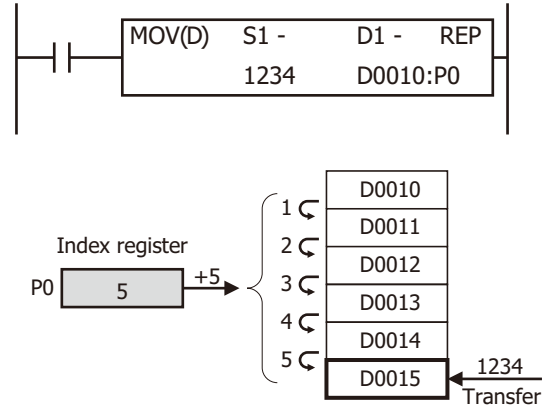 MOV(D) S1 - D1 - REP
1234 D0010:P0
D0010
1
D0011
2
Index register
D0012
P0 5 +5
3
D0013
4
D0014
5
D0015
1234
Transfer